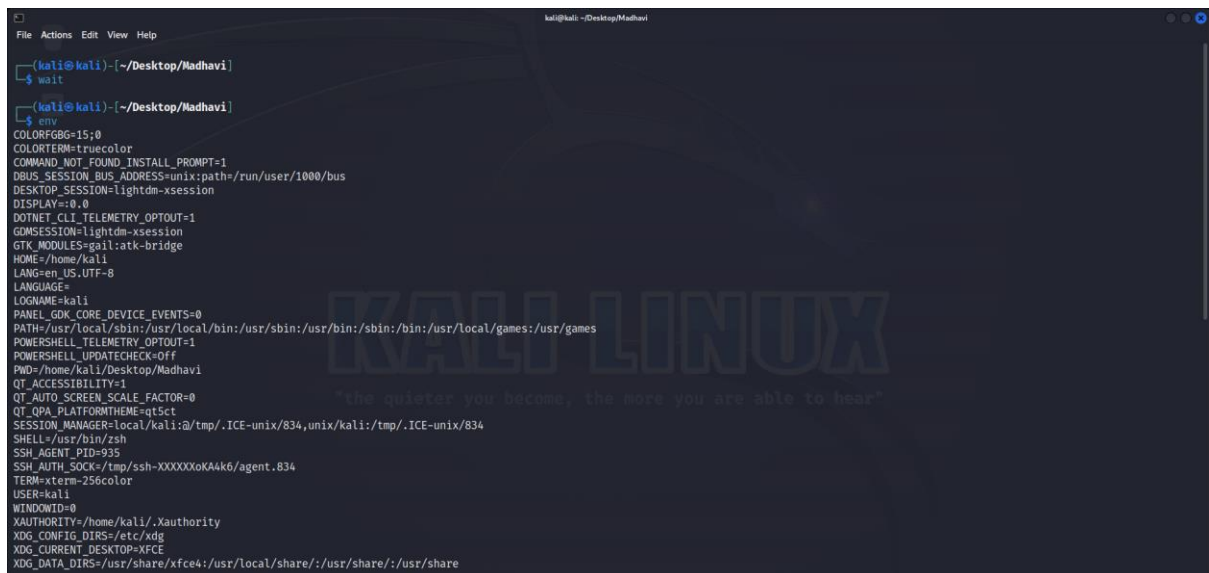 kali@kali: ~/Desktop/Madhavi
File Actions Edit View Help
(kali㉿kali)-[~/Desktop/Madhavi]
$ wait
(kali㉿kali)-[~/Desktop/Madhavi]
$ env
COLORFGBG=15;0
COLORTERM=truecolor
COMMAND_NOT_FOUND_INSTALL_PROMPT=1
DBUS_SESSION_BUS_ADDRESS=unix:path=/run/user/1000/bus
DESKTOP_SESSION=lightdm-xsession
DISPLAY=:0.0
DOTNET_CLI_TELEMETRY_OPTOUT=1
GDMSESSION=lightdm-xsession
GTK_MODULES=gail:atk-bridge
HOME=/home/kali
LANG=en_US.UTF-8
LANGUAGE=
LOGNAME=kali
PANEL_GDK_CORE_DEVICE_EVENTS=0
PATH=/usr/local/sbin:/usr/local/bin:/usr/sbin:/usr/bin:/sbin:/bin:/usr/local/games:/usr/games
POWERSHELL_TELEMETRY_OPTOUT=1
POWERSHELL_UPDATECHECK=Off
PWD=/home/kali/Desktop/Madhavi
QT_ACCESSIBILITY=1
QT_AUTO_SCREEN_SCALE_FACTOR=0
QT_QPA_PLATFORMTHEME=qt5ct
SESSION_MANAGER=local/kali:@/tmp/.ICE-unix/834,unix/kali:/tmp/.ICE-unix/834
SHELL=/usr/bin/zsh
SSH_AGENT_PID=935
SSH_AUTH_SOCK=/tmp/ssh-XXXXXXoKA4k6/agent.834
TERM=xterm-256color
USER=kali
WINDOWID=0
XAUTHORITY=/home/kali/.Xauthority
XDG_CONFIG_DIRS=/etc/xdg
XDG_CURRENT_DESKTOP=XFCE
XDG_DATA_DIRS=/usr/share/xfce4:/usr/local/share/:/usr/share/:/usr/share
KALI LINUX
"the quieter you become, the more you are able to hear"